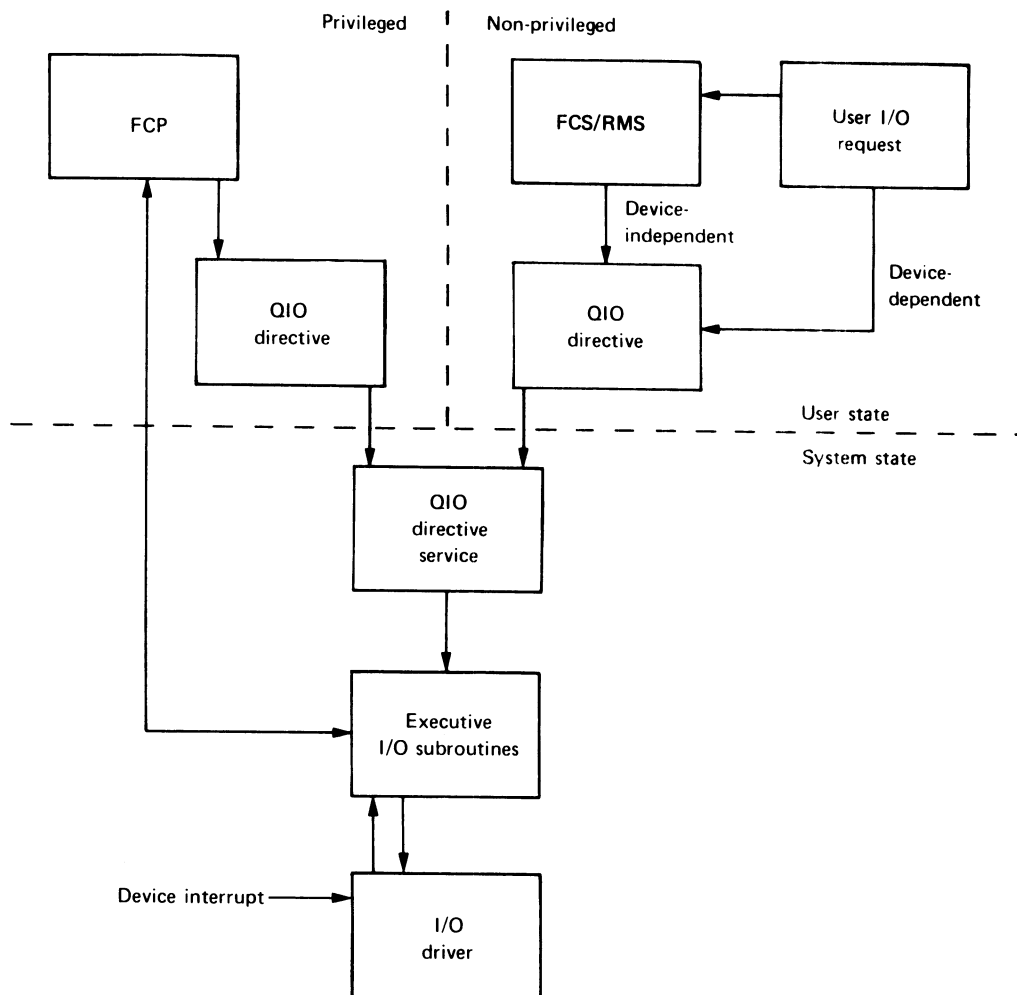 Privileged
Non-privileged
FCP
FCS/RMS
User I/O
request
Device-
independent
Device-
dependent
QIO
directive
QIO
directive
User state
System state
QIO
directive
service
Executive
I/O subroutines
Device interrupt
I/O
driver